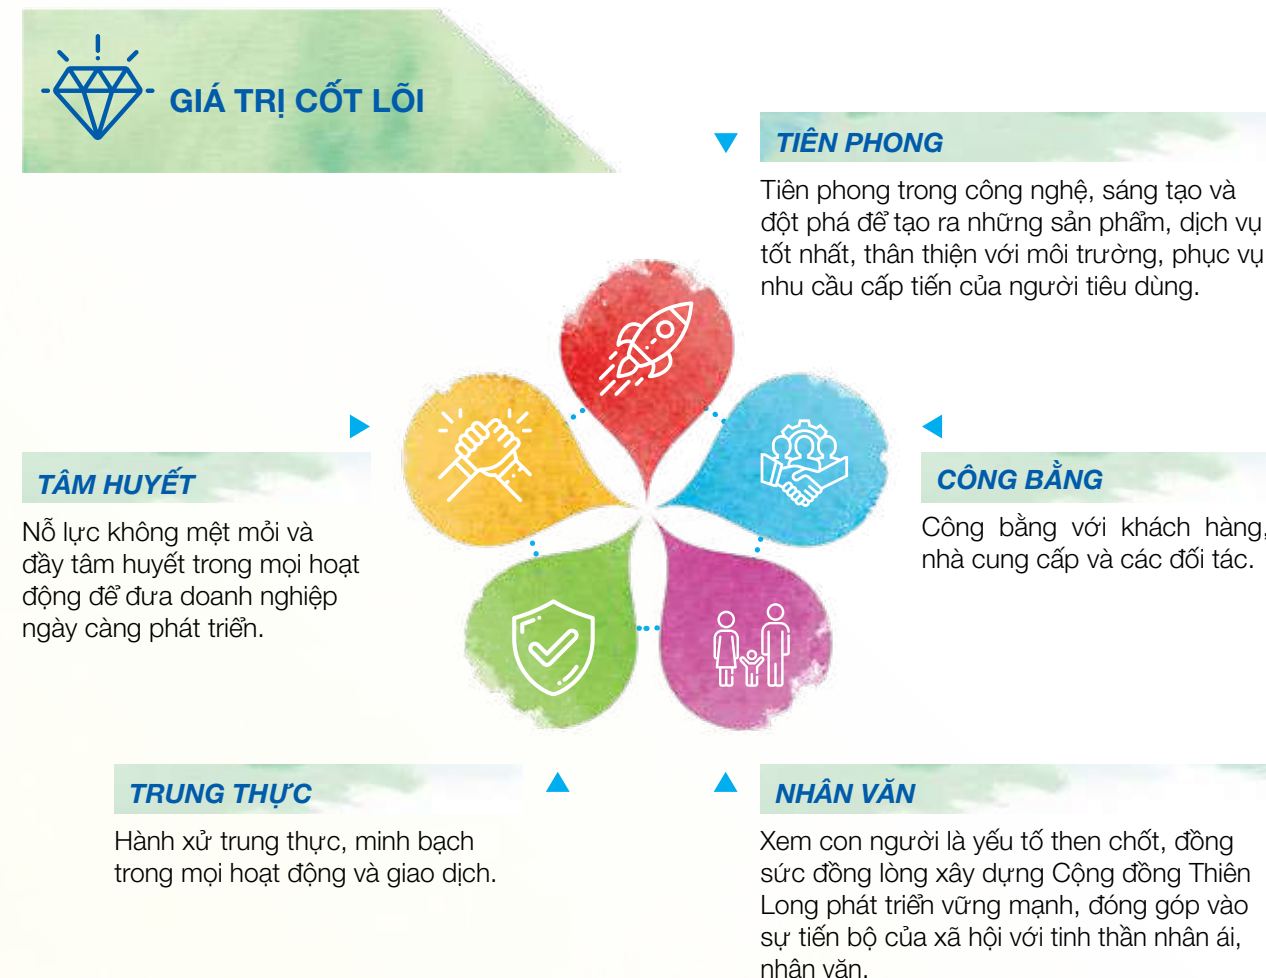 GIÁ TRỊ CỐT LÕI
TIÊN PHONG
Tiên phong trong công nghệ, sáng tạo và
đột phá để tạo ra những sản phẩm, dịch vụ
tốt nhất, thân thiện với môi trường, phục vụ
nhu cầu cấp tiến của người tiêu dùng.
TÂM HUYẾT
Nỗ lực không mệt mỏi và
đầy tâm huyết trong mọi hoạt
động để đưa doanh nghiệp
ngày càng phát triển.
CÔNG BẰNG
Công bằng với khách hàng,
nhà cung cấp và các đối tác.
TRUNG THỰC
Hành xử trung thực, minh bạch
trong mọi hoạt động và giao dịch.
NHÂN VĂN
Xem con người là yếu tố then chốt, đồng
sức đồng lòng xây dựng Cộng đồng Thiên
Long phát triển vững mạnh, đóng góp vào
sự tiến bộ của xã hội với tinh thần nhân ái,
nhân văn.